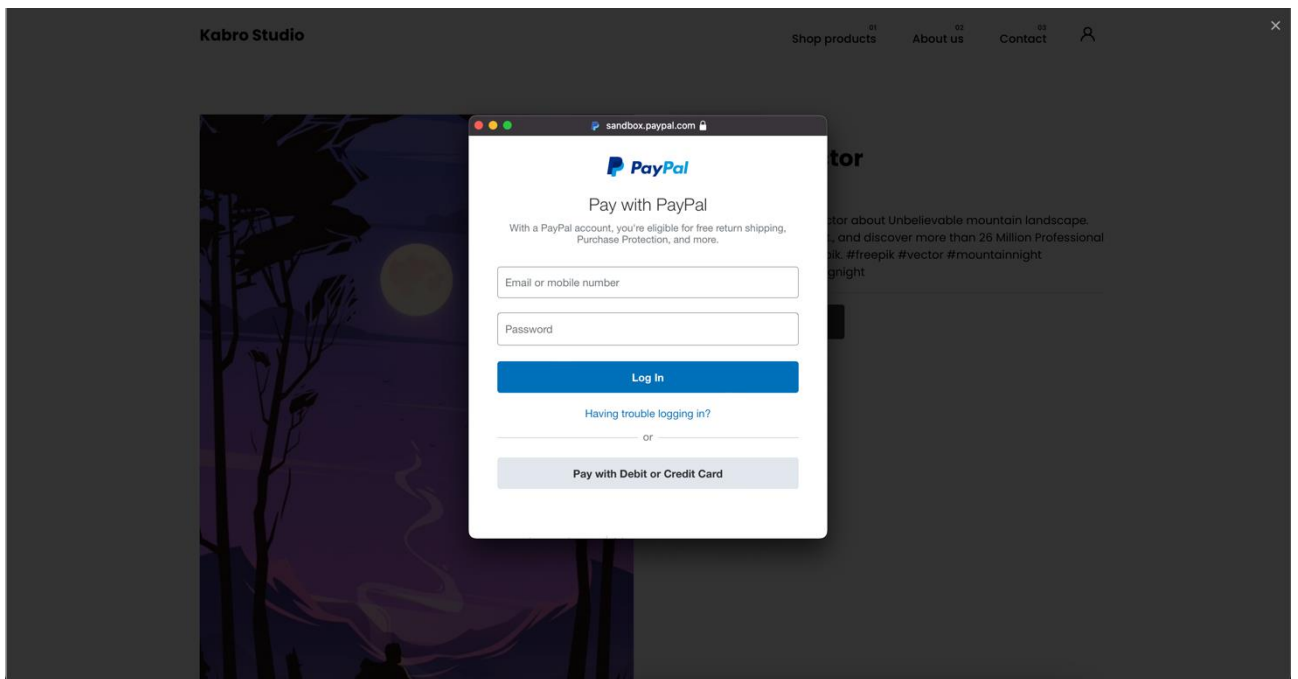 Kabro Studio
01
Shop products
02
About us
03
Contact
×
sandbox.paypal.com
PayPal
Pay with PayPal
With a PayPal account, you're eligible for free return shipping,
Purchase Protection, and more.
Email or mobile number
Password
Log In
Having trouble logging in?
or
Pay with Debit or Credit Card
tor
ctor about Unbelievable mountain landscape.
, and discover more than 26 Million Professional
ik. #freepik #vector #mountainnight
gnight